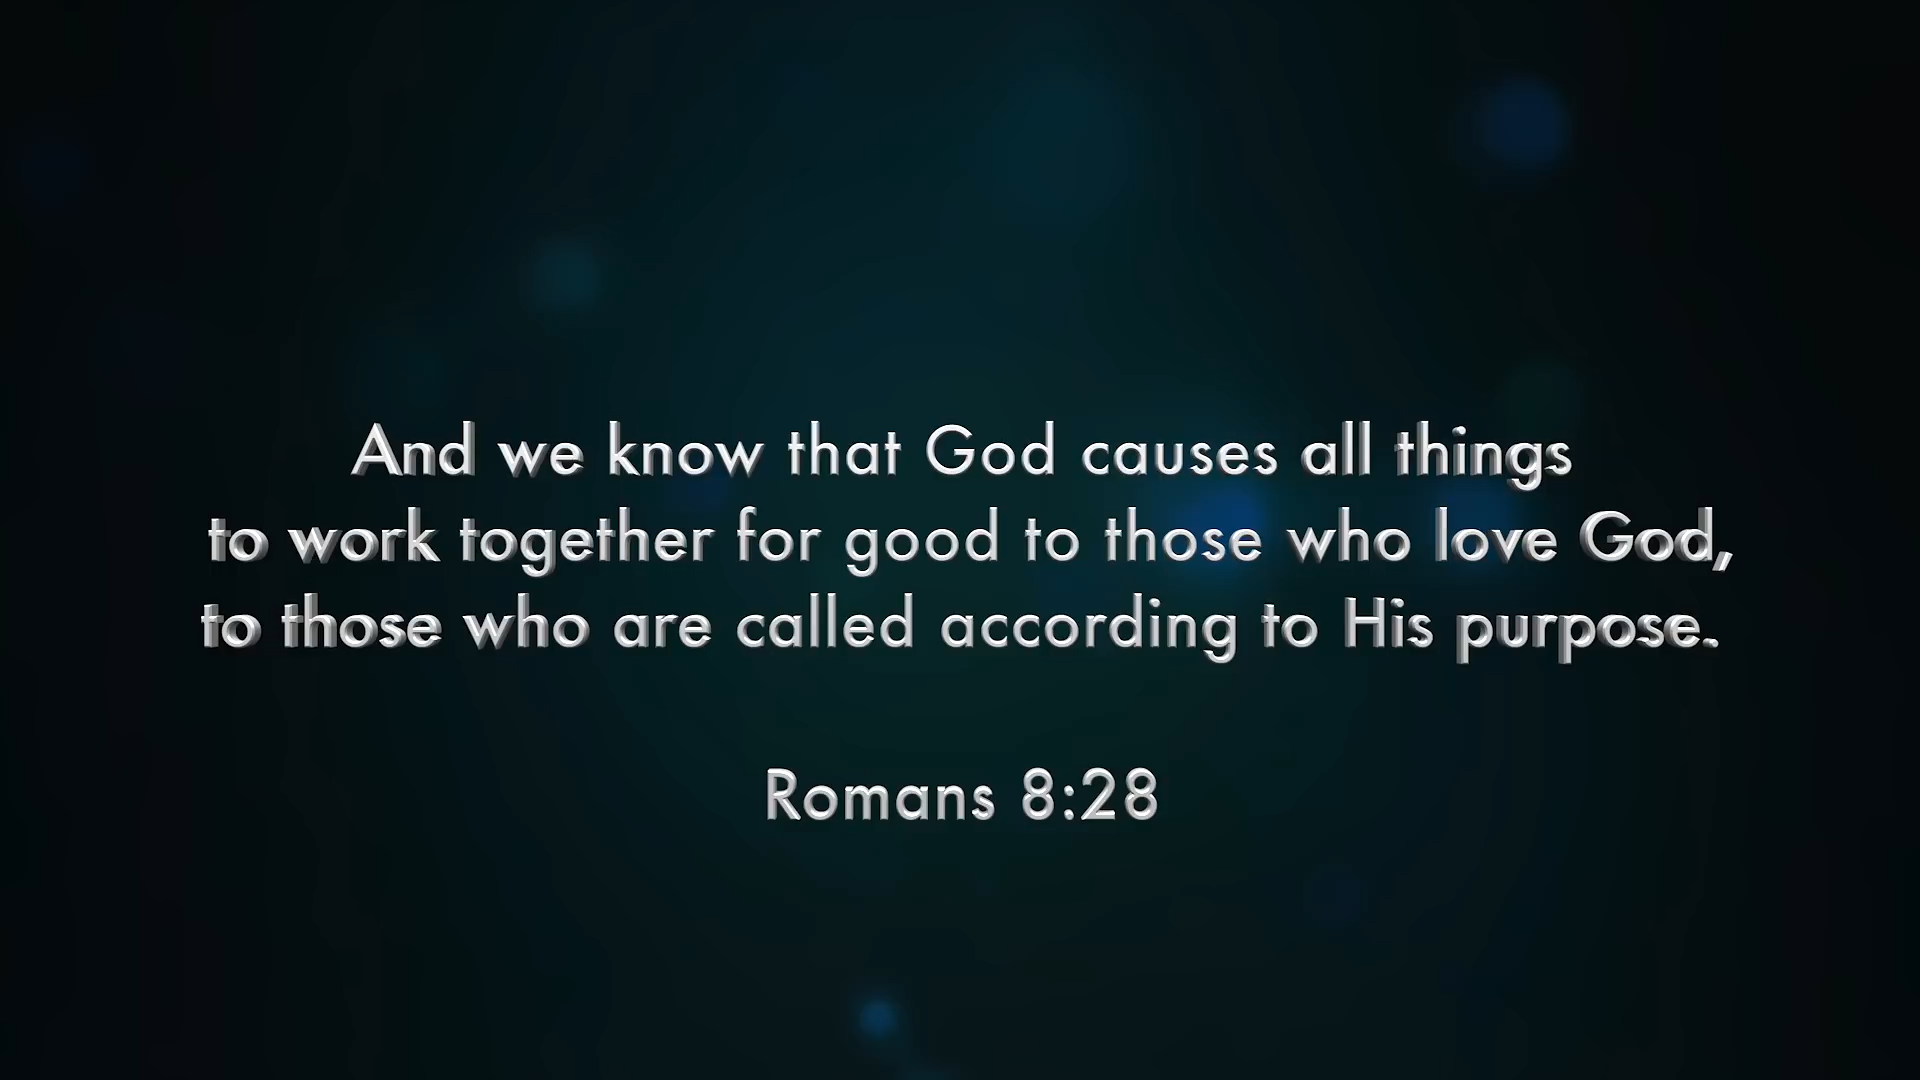 And we know that God causes all things
to work together for good to those who love God,
to those who are called according to His purpose.
Romans 8:28